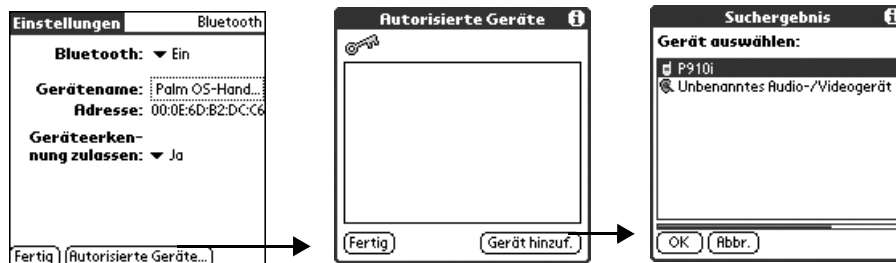 Einstellungen Bluetooth
Bluetooth: Ein
Gerätename: Palm OS-Hand...
Adresse: 00:0E:6D:B2:DC:C6
Geräteerken-
nung zulassen: Ja
Fertig Autorisierte Geräte...
Autorisierte Geräte
Fertig Gerät hinzuf.
Suchergebnis
Gerät auswählen:
P910i
Unbenanntes Audio-/Videogerät
OK Abbr.